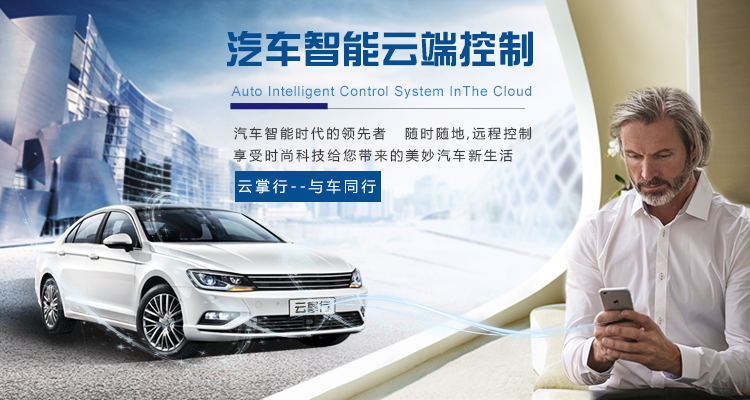 汽车智能云端控制
Auto Intelligent Control System InThe Cloud
汽车智能时代的领先者 随时随地,远程控制
享受时尚科技给您带来的美妙汽车新生活
云掌行--与车同行
云掌行